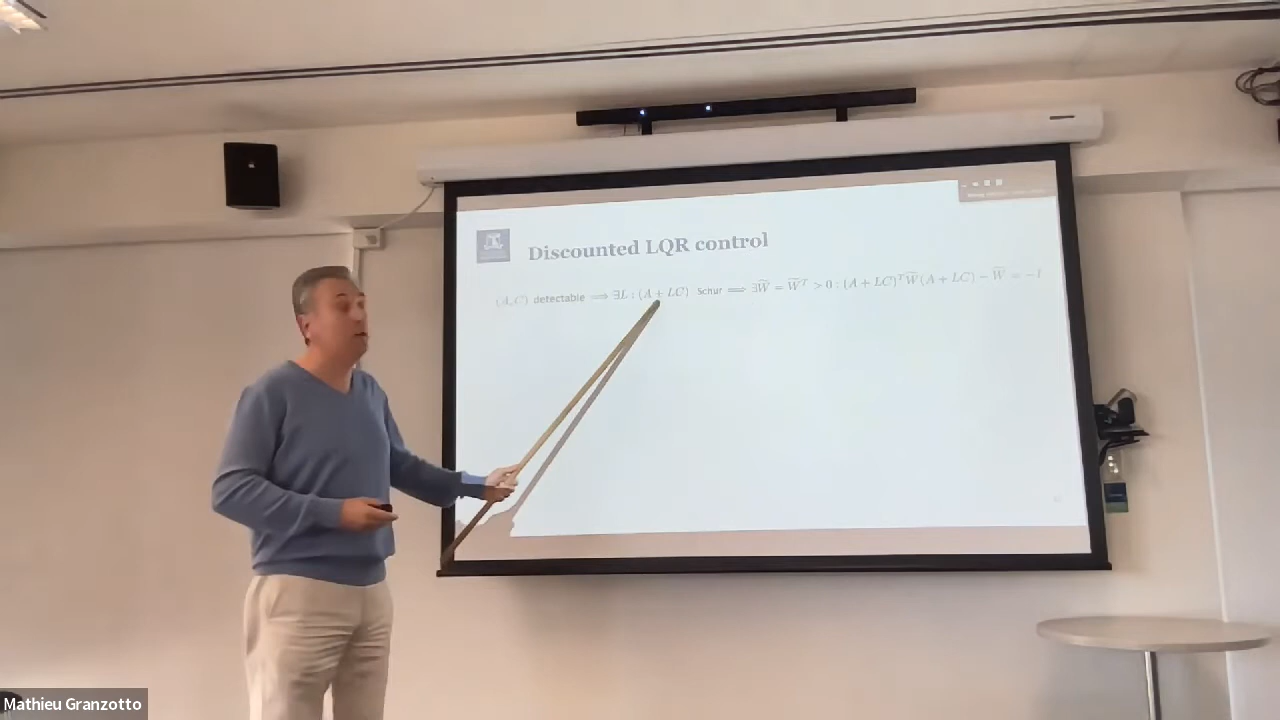 Discounted LQR control
(A, C) detectable ⟹ ∃L : (A + LC) Schur ⟹ ∃W̃ = W̃ᵀ > 0 : (A + LC)ᵀW̃(A + LC) − W̃ = −I
Mathieu Granzotto